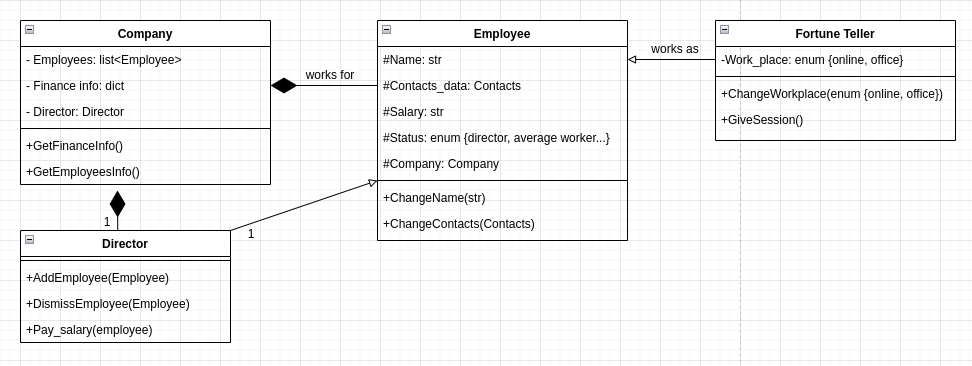 Company
- Employees: list<Employee>
- Finance info: dict
- Director: Director
+GetFinanceInfo()
+GetEmployeesInfo()
works for
Employee
#Name: str
#Contacts_data: Contacts
#Salary: str
#Status: enum {director, average worker...}
#Company: Company
+ChangeName(str)
+ChangeContacts(Contacts)
works as
Fortune Teller
-Work_place: enum {online, office}
+ChangeWorkplace(enum {online, office})
+GiveSession()
1
1
Director
+AddEmployee(Employee)
+DismissEmployee(Employee)
+Pay_salary(employee)